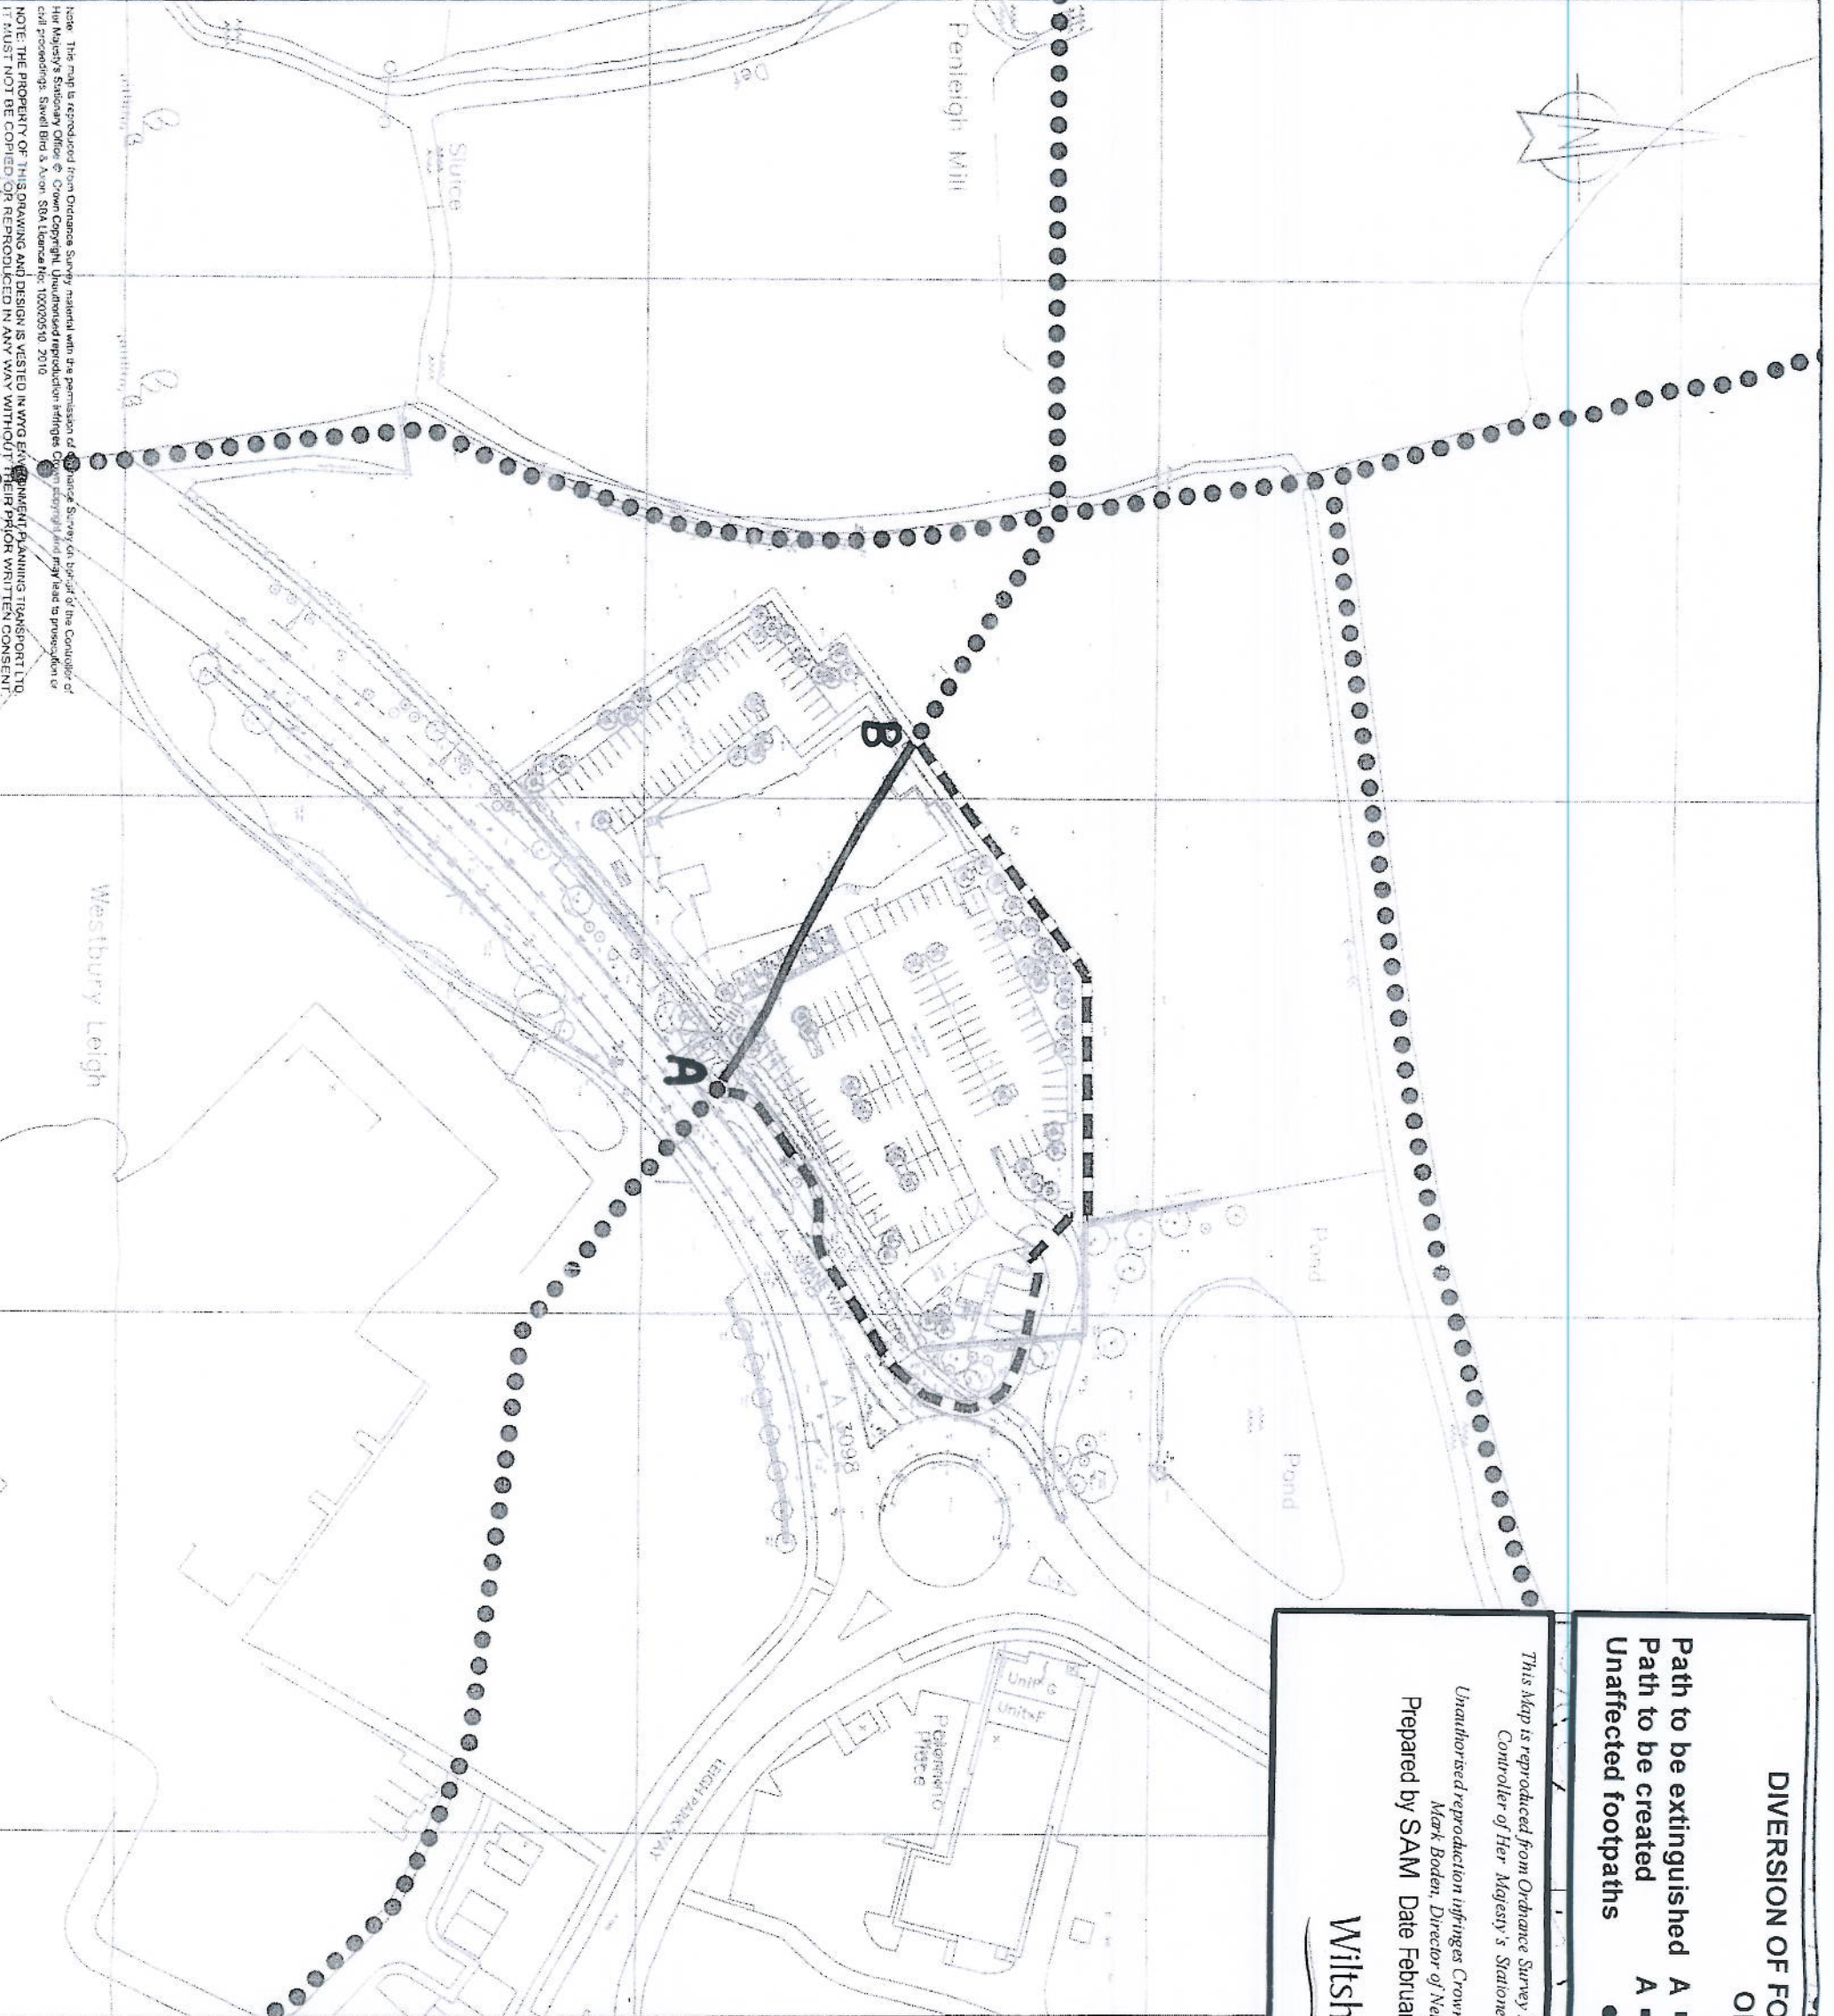 DIVERSION OF FO
O
Path to be extinguished A
Path to be created A
Unaffected footpaths
This Map is reproduced from Ordnance Survey
Controller of Her Majesty's Statione
Unauthorised reproduction infringes Crown
Mark Boden, Director of Ne
Prepared by SAM Date Februa
Wiltsh
N
Penleigh Mill
Def
Sluice
B
A
Pond
Pond
A 3098
Unit G
Unit F
LEIGH PARK WAY
Westbury Leigh
Note: This map is reproduced from Ordnance Survey material with the permission of Ordnance Survey on behalf of the Controller of
Her Majesty's Stationary Office © Crown Copyright. Unauthorised reproduction infringes Crown copyright and may lead to prosecution or
civil proceedings. Savell Bird & Axon SBA Licence No: 100020510 2010
NOTE: THE PROPERTY OF THIS DRAWING AND DESIGN IS VESTED IN WYG ENVIRONMENT PLANNING TRANSPORT LTD.
IT MUST NOT BE COPIED OR REPRODUCED IN ANY WAY WITHOUT THEIR PRIOR WRITTEN CONSENT.